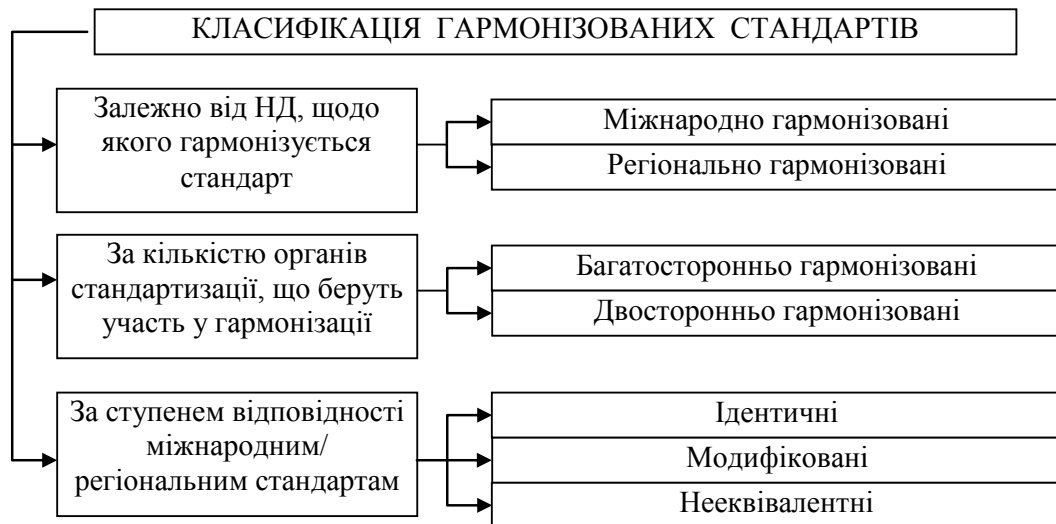 КЛАСИФІКАЦІЯ ГАРМОНІЗОВАНИХ СТАНДАРТІВ
Залежно від НД, щодо
якого гармонізується
стандарт
Міжнародно гармонізовані
Регіонально гармонізовані
За кількістю органів
стандартизації, що беруть
участь у гармонізації
Багатосторонньо гармонізовані
Двосторонньо гармонізовані
За ступенем відповідності
міжнародним/
регіональним стандартам
Ідентичні
Модифіковані
Нееквівалентні